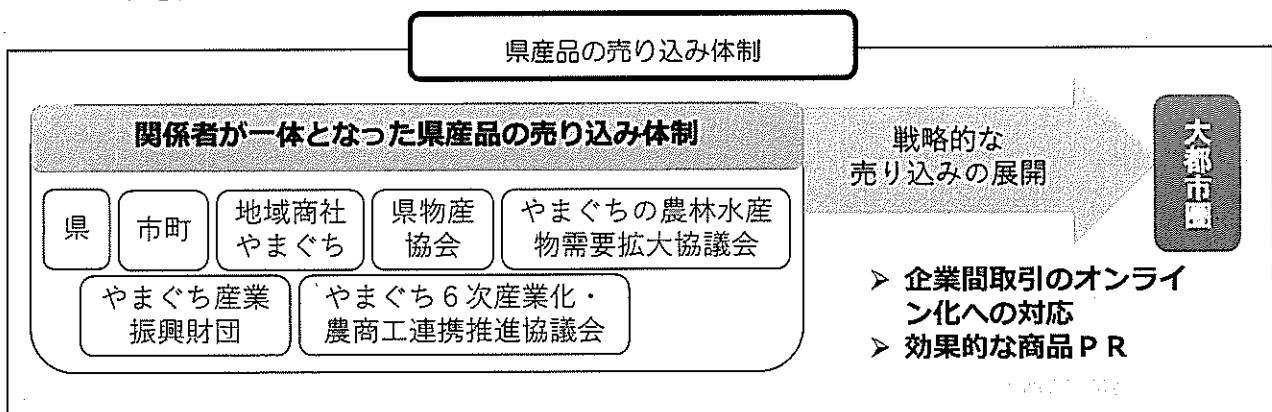 県産品の売り込み体制
関係者が一体となった県産品の売り込み体制
県
市町
地域商社
やまぐち
県物産
協会
やまぐちの農林水産
物需要拡大協議会
やまぐち産業
振興財団
やまぐち6次産業化・
農商工連携推進協議会
戦略的な
売り込みの展開
大都市圏
➢ 企業間取引のオンライ
ン化への対応
➢ 効果的な商品PR